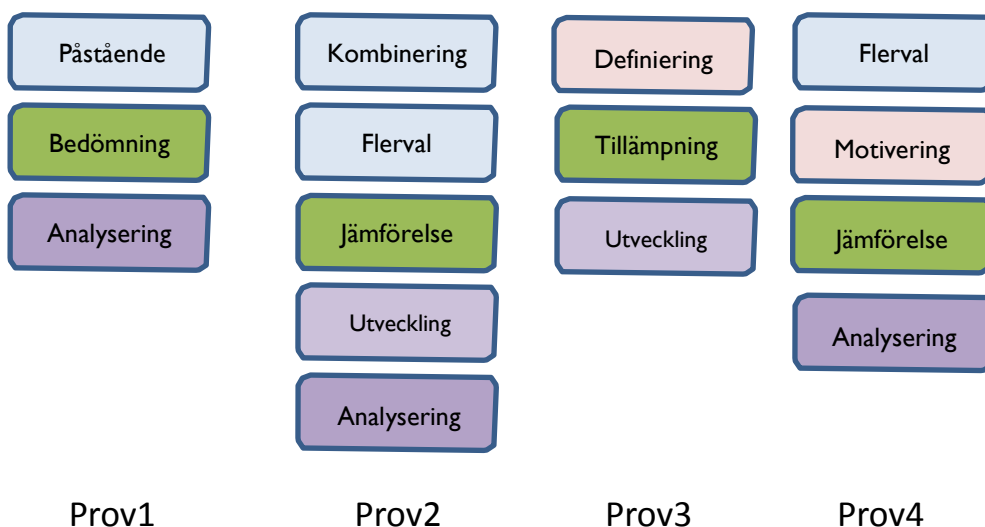 Påstående
Bedömning
Analysering
Prov1
Kombinering
Flerval
Jämförelse
Utveckling
Analysering
Prov2
Definiering
Tillämpning
Utveckling
Prov3
Flerval
Motivering
Jämförelse
Analysering
Prov4